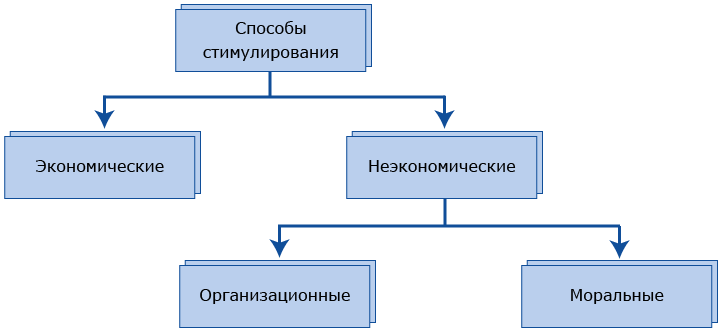 Способы
стимулирования
Экономические
Неэкономические
Организационные
Моральные